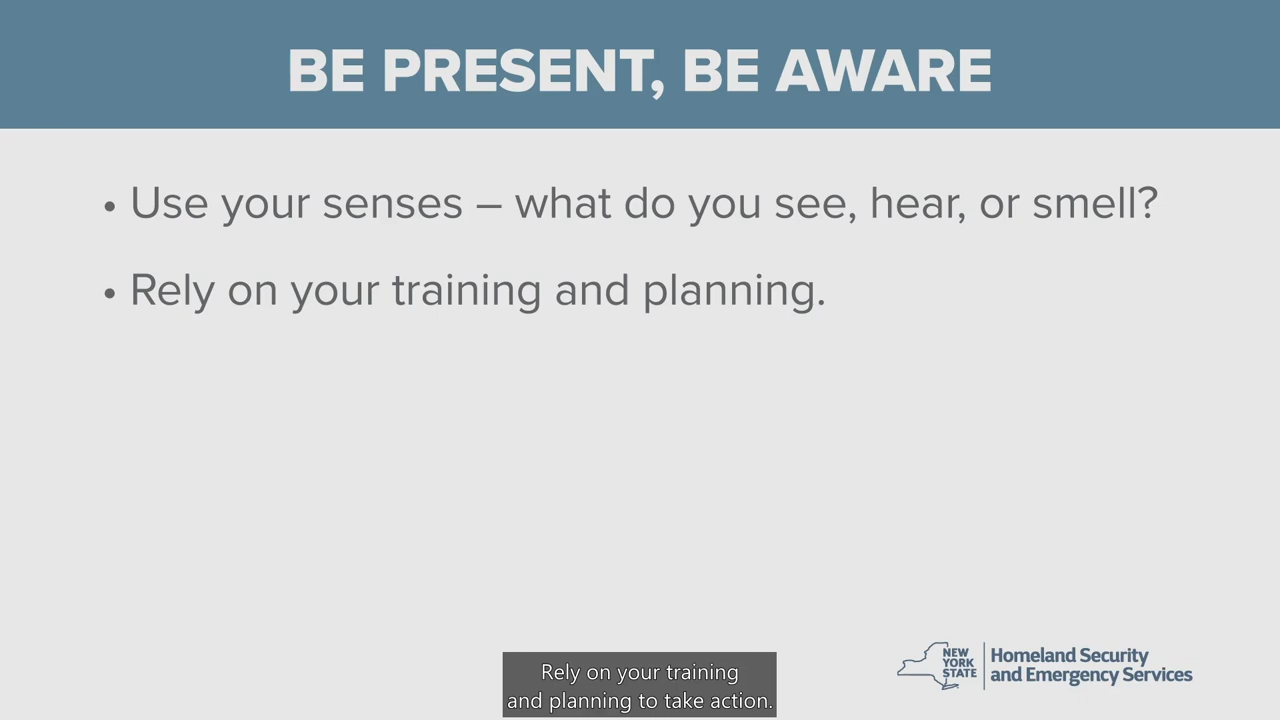 BE PRESENT, BE AWARE
• Use your senses – what do you see, hear, or smell?
• Rely on your training and planning.
Rely on your training
and planning to take action.
NEW
YORK
STATE
Homeland Security
and Emergency Services